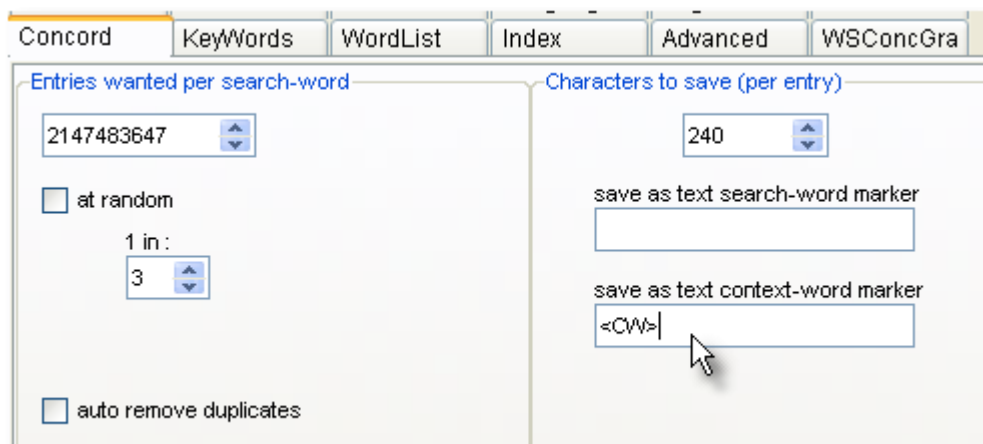 Concord KeyWords WordList Index Advanced WSConcGra
Entries wanted per search-word
2147483647
at random
1 in :
3
auto remove duplicates
Characters to save (per entry)
240
save as text search-word marker
save as text context-word marker
<CW>